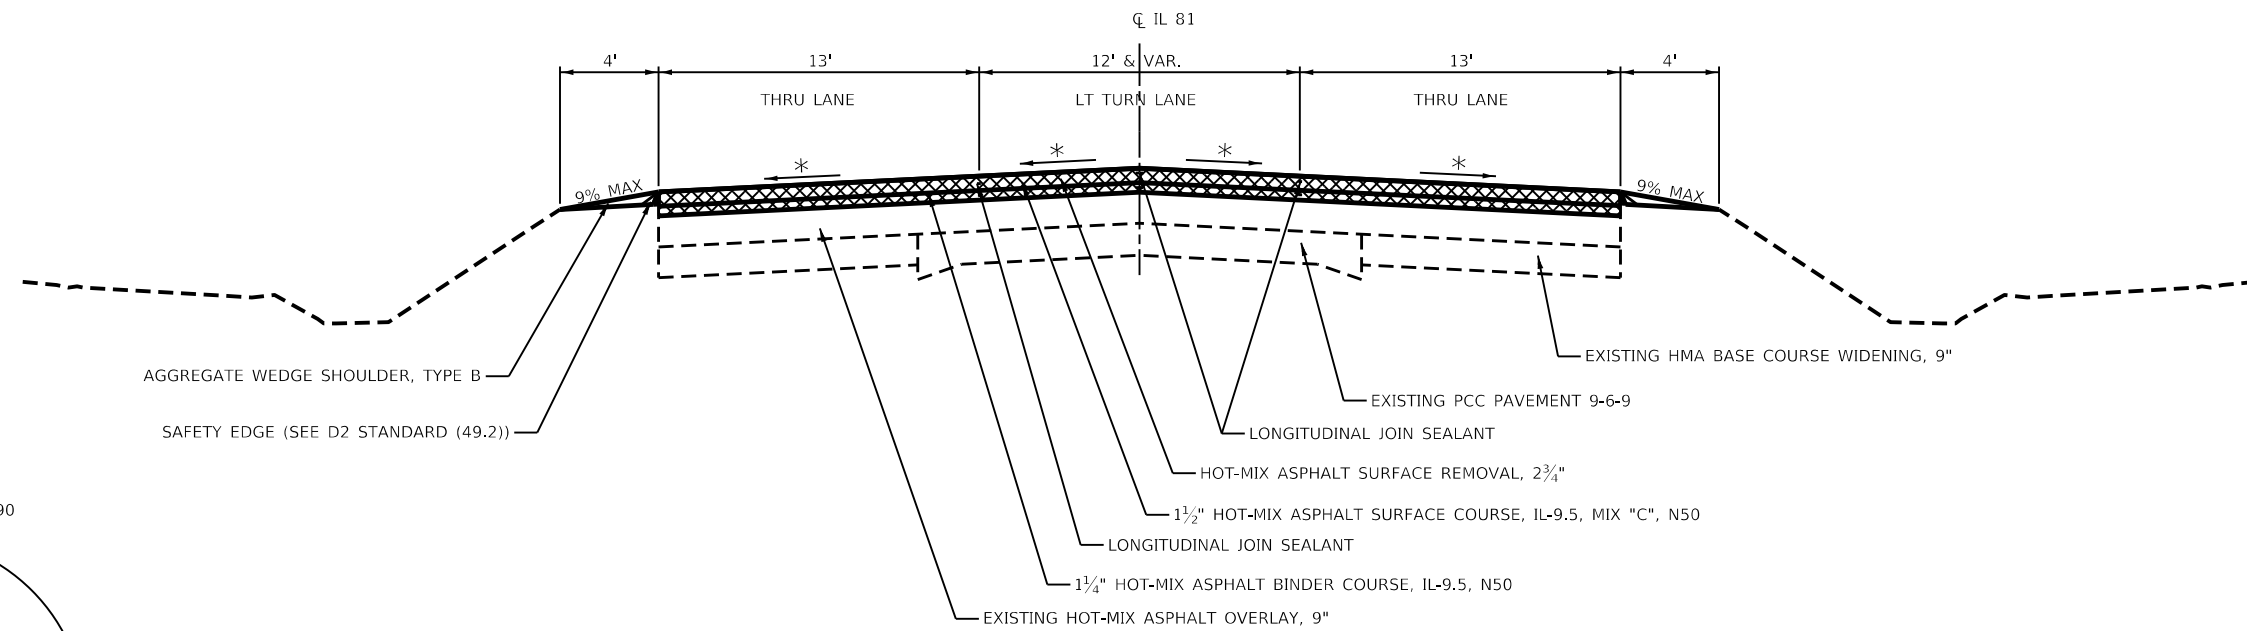 ℄ IL 81
4' 13' 12' & VAR. 13' 4'
THRU LANE LT TURN LANE THRU LANE
* * * *
9% MAX 9% MAX
EXISTING HMA BASE COURSE WIDENING, 9"
AGGREGATE WEDGE SHOULDER, TYPE B
EXISTING PCC PAVEMENT 9-6-9
SAFETY EDGE (SEE D2 STANDARD (49.2))
LONGITUDINAL JOIN SEALANT
HOT-MIX ASPHALT SURFACE REMOVAL, 2¾"
90
1½" HOT-MIX ASPHALT SURFACE COURSE, IL-9.5, MIX "C", N50
LONGITUDINAL JOIN SEALANT
1¼" HOT-MIX ASPHALT BINDER COURSE, IL-9.5, N50
EXISTING HOT-MIX ASPHALT OVERLAY, 9"